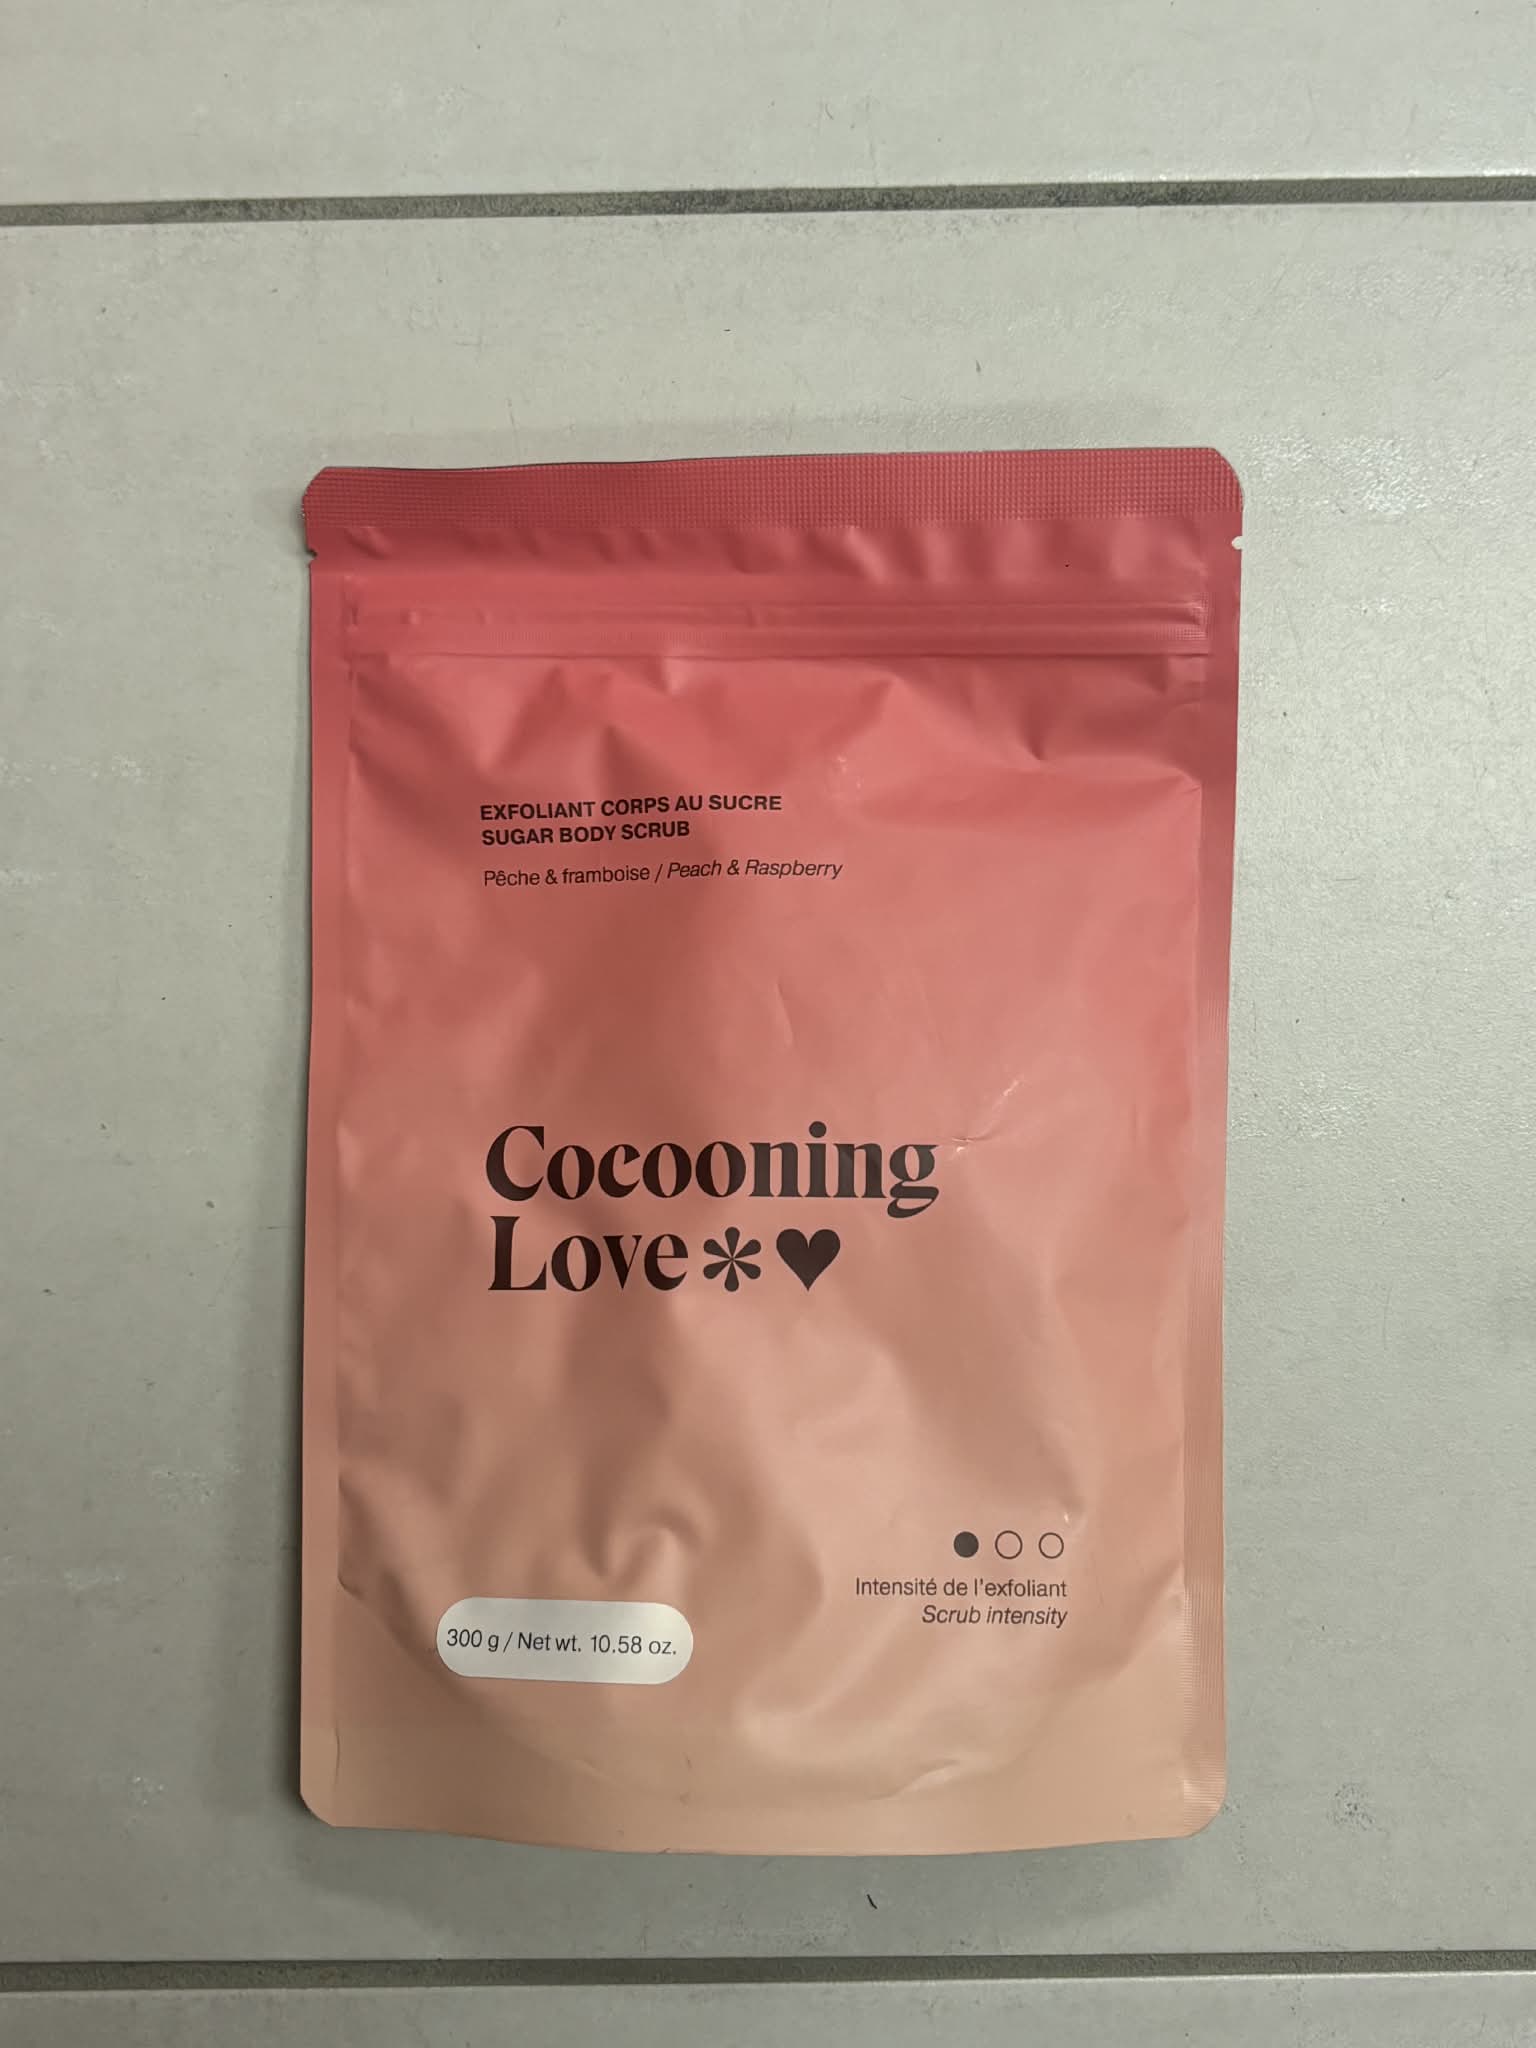 EXFOLIANT CORPS AU SUCRE
SUGAR BODY SCRUB
Pêche & framboise / Peach & Raspberry
Cocooning
Love*♥
Intensité de l'exfoliant
Scrub intensity
300 g / Net wt. 10.58 oz.